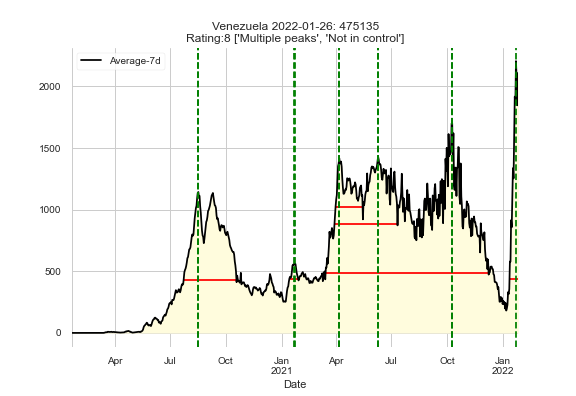 Venezuela 2022-01-26: 475135
Rating:8 ['Multiple peaks', 'Not in control']
Average-7d
2000
1500
1000
500
0
Apr
Jul
Oct
Jan
2021
Apr
Jul
Oct
Jan
2022
Date